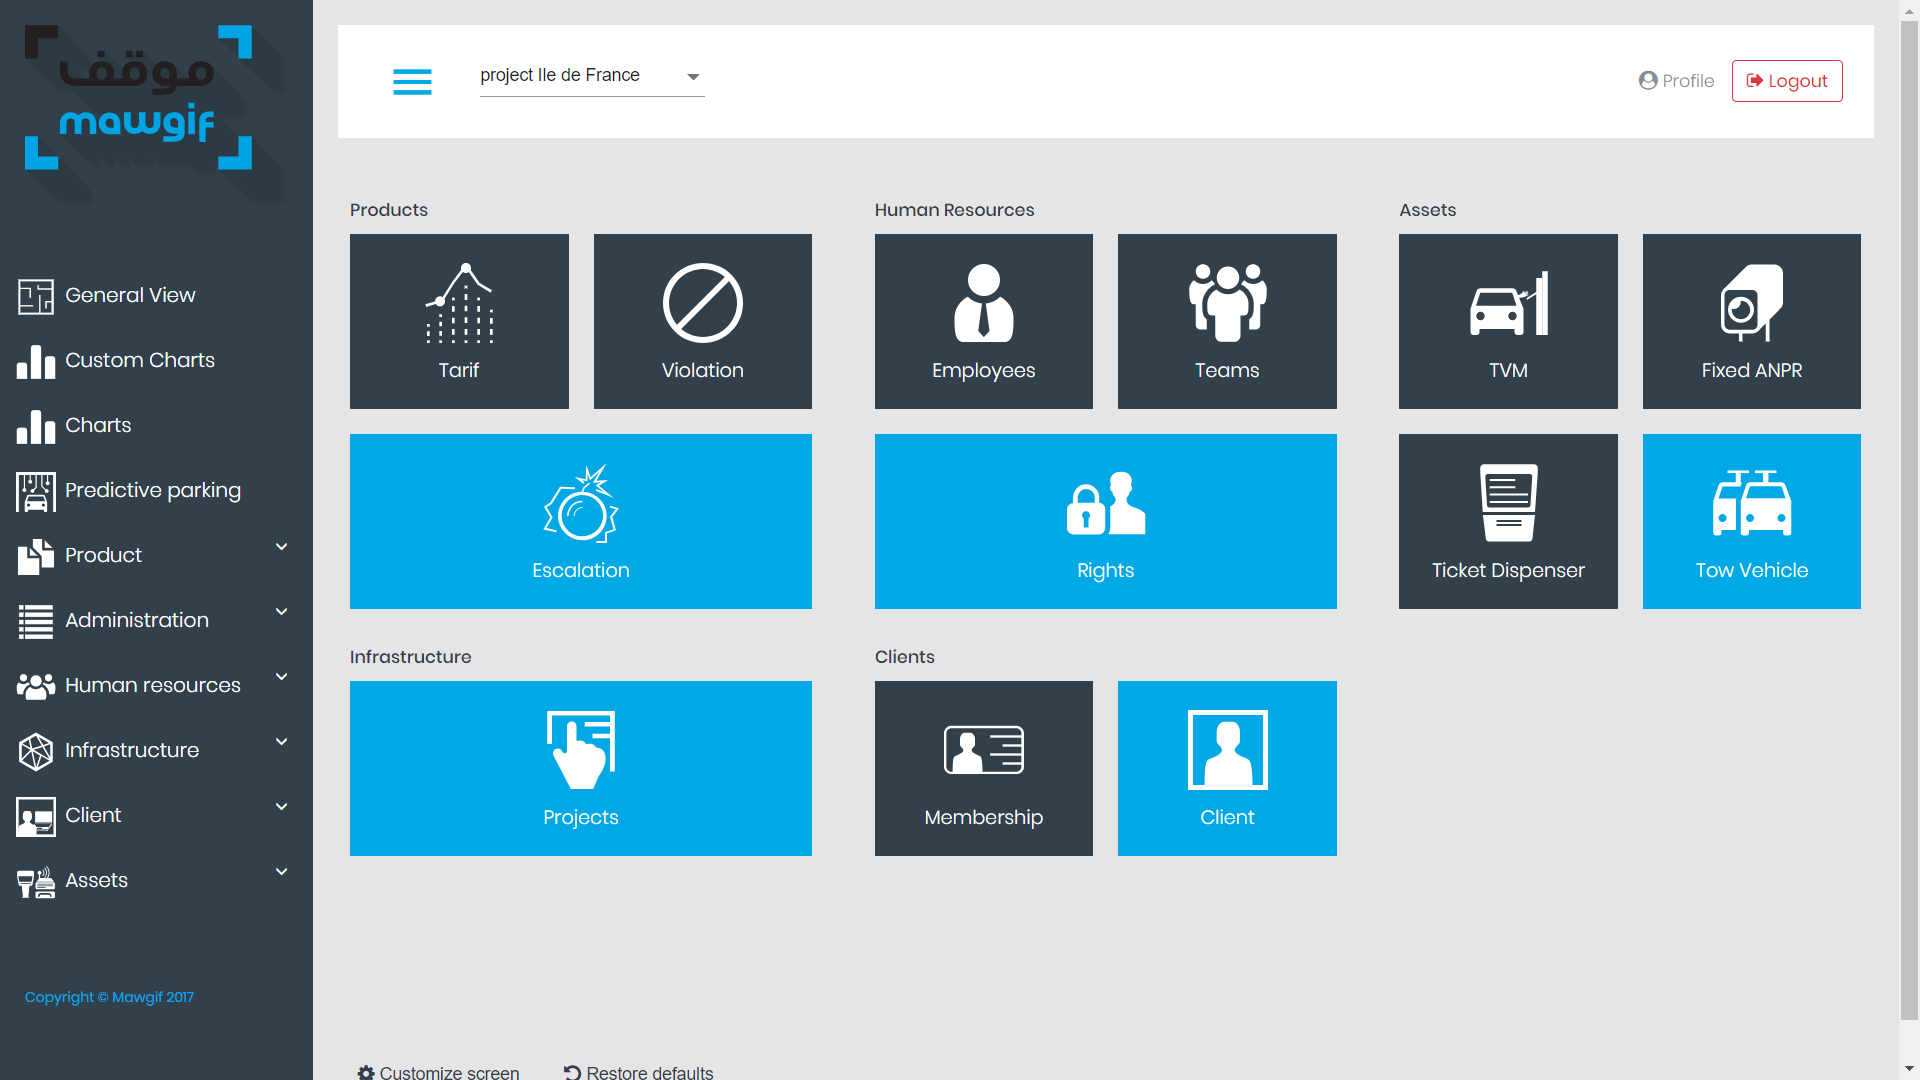 موقف
mawgif
General View
Custom Charts
Charts
Predictive parking
Product
Administration
Human resources
Infrastructure
Client
Assets
Copyright © Mawgif 2017
project Ile de France
Profile
Logout
Products
Tarif
Violation
Escalation
Human Resources
Employees
Teams
Rights
Assets
TVM
Fixed ANPR
Ticket Dispenser
Tow Vehicle
Infrastructure
Projects
Clients
Membership
Client
Customize screen
Restore defaults